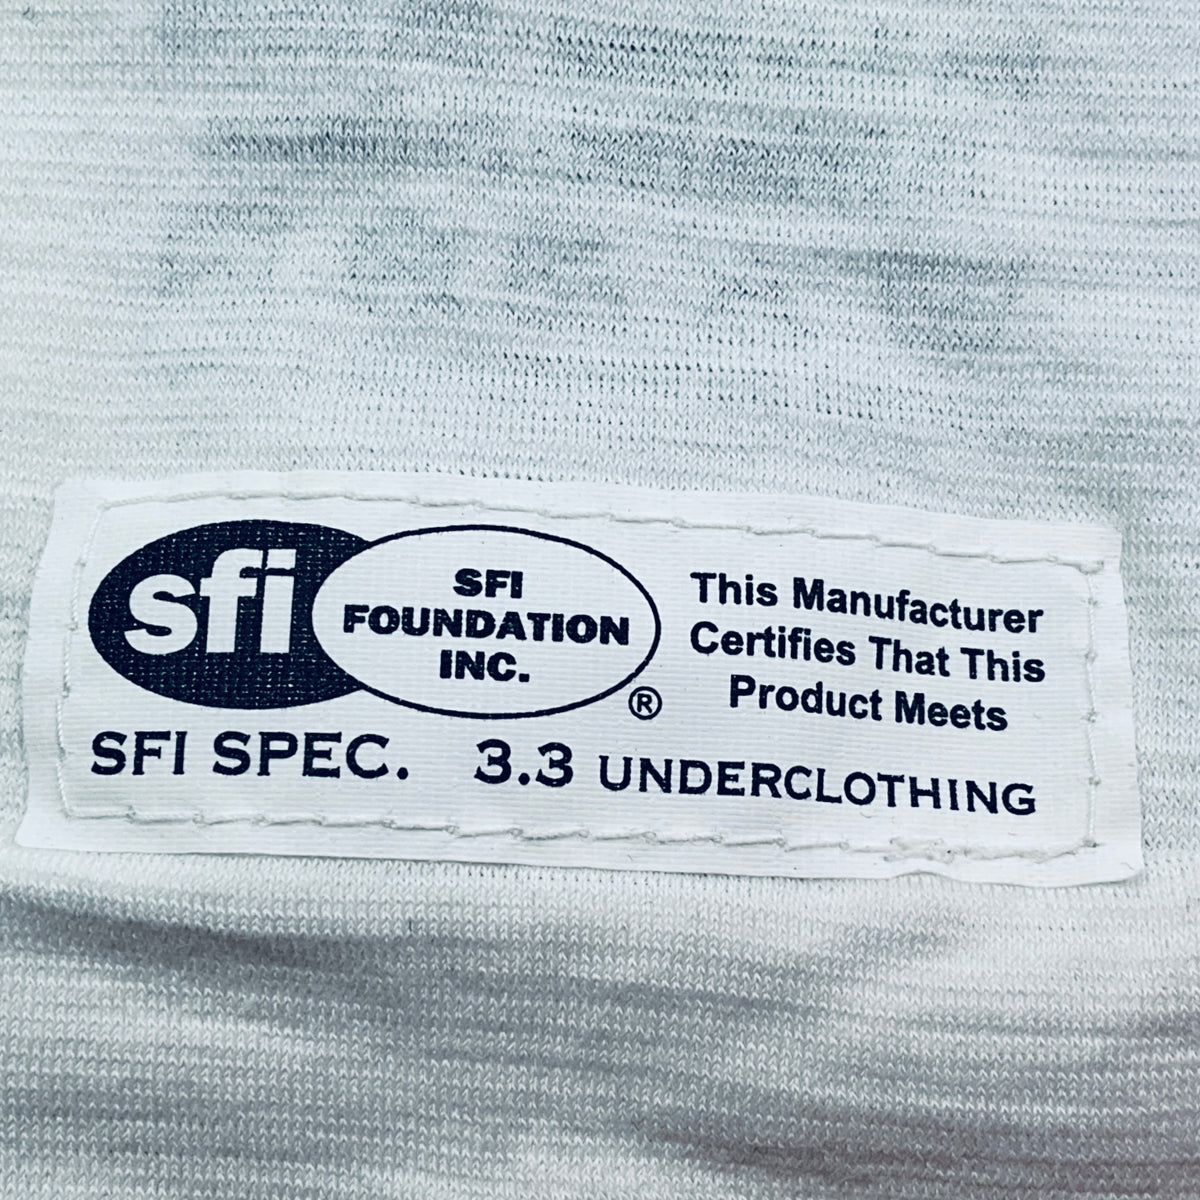 sfi
SFI
FOUNDATION
INC.
®
This Manufacturer
Certifies That This
Product Meets
SFI SPEC. 3.3 UNDERCLOTHING